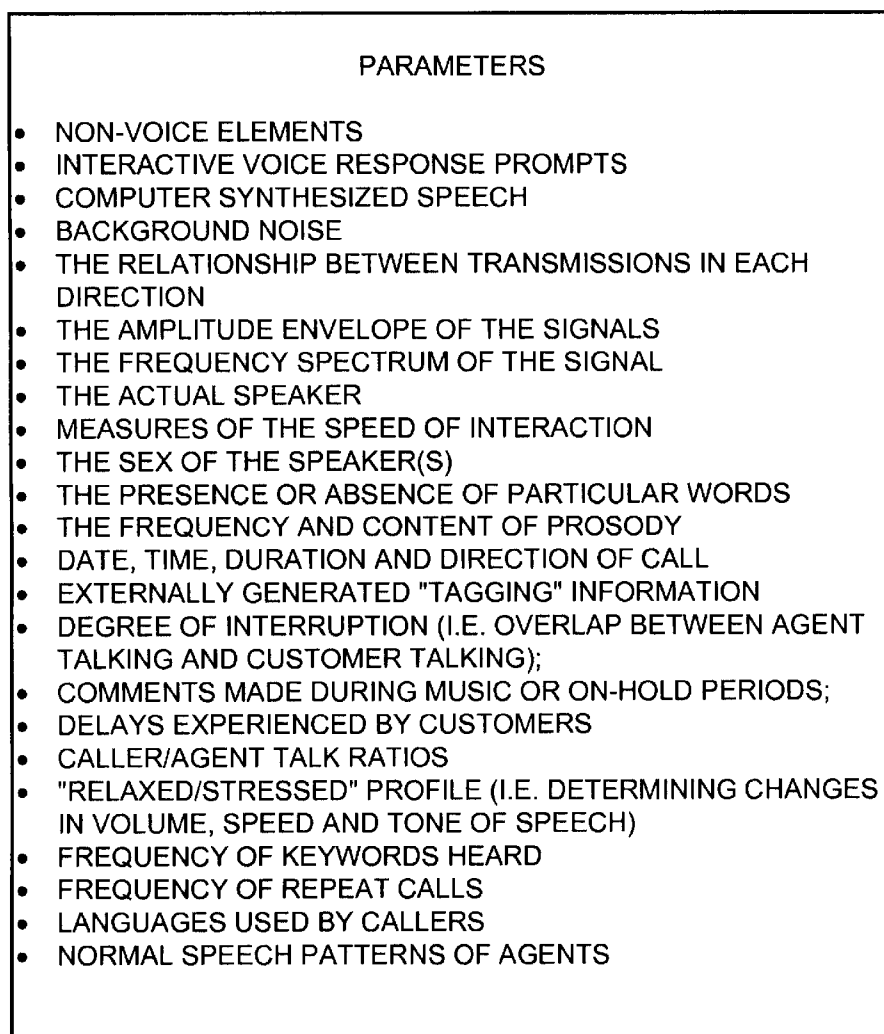 PARAMETERS
• NON-VOICE ELEMENTS
• INTERACTIVE VOICE RESPONSE PROMPTS
• COMPUTER SYNTHESIZED SPEECH
• BACKGROUND NOISE
• THE RELATIONSHIP BETWEEN TRANSMISSIONS IN EACH
DIRECTION
• THE AMPLITUDE ENVELOPE OF THE SIGNALS
• THE FREQUENCY SPECTRUM OF THE SIGNAL
• THE ACTUAL SPEAKER
• MEASURES OF THE SPEED OF INTERACTION
• THE SEX OF THE SPEAKER(S)
• THE PRESENCE OR ABSENCE OF PARTICULAR WORDS
• THE FREQUENCY AND CONTENT OF PROSODY
• DATE, TIME, DURATION AND DIRECTION OF CALL
• EXTERNALLY GENERATED "TAGGING" INFORMATION
• DEGREE OF INTERRUPTION (I.E. OVERLAP BETWEEN AGENT
TALKING AND CUSTOMER TALKING);
• COMMENTS MADE DURING MUSIC OR ON-HOLD PERIODS;
• DELAYS EXPERIENCED BY CUSTOMERS
• CALLER/AGENT TALK RATIOS
• "RELAXED/STRESSED" PROFILE (I.E. DETERMINING CHANGES
IN VOLUME, SPEED AND TONE OF SPEECH)
• FREQUENCY OF KEYWORDS HEARD
• FREQUENCY OF REPEAT CALLS
• LANGUAGES USED BY CALLERS
• NORMAL SPEECH PATTERNS OF AGENTS